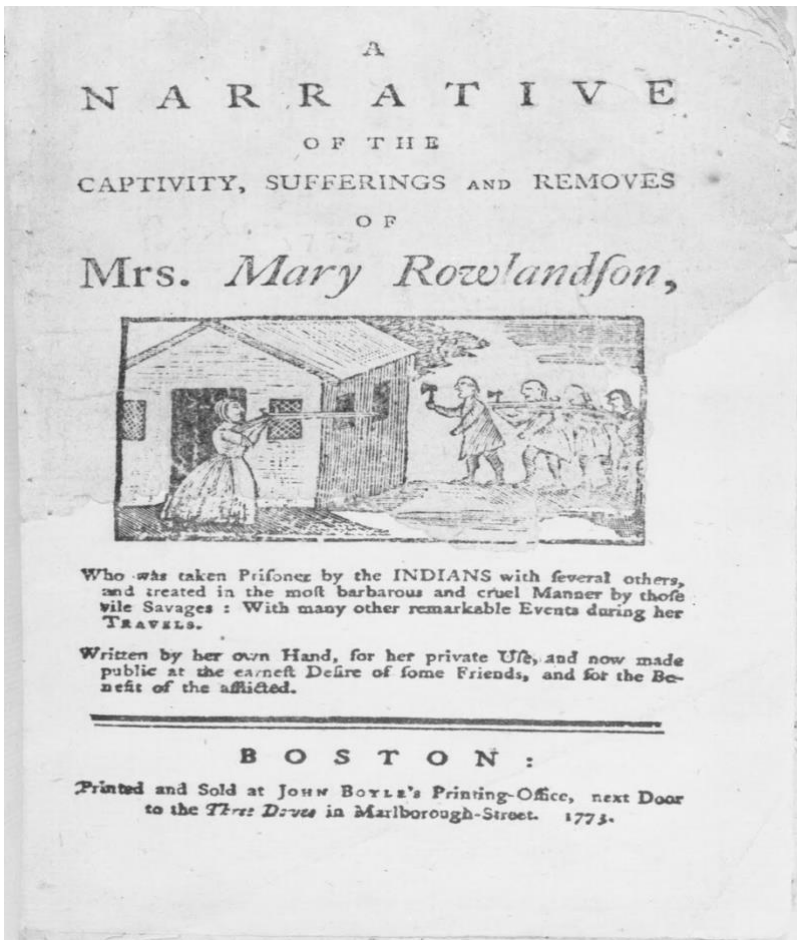 A
NARRATIVE
OF THE
CAPTIVITY, SUFFERINGS AND REMOVES
OF
Mrs. Mary Rowlandſon,
Who was taken Priſoner by the INDIANS with ſeveral others,
and treated in the moſt barbarous and cruel Manner by thoſe
vile Savages : With many other remarkable Events during her
TRAVELS.
Written by her own Hand, for her private Uſe, and now made
public at the earneſt Deſire of ſome Friends, and for the Be-
nefit of the afflicted.
BOSTON :
Printed and Sold at JOHN BOYLE's Printing-Office, next Door
to the Three Doves in Marlborough-Street. 1773.